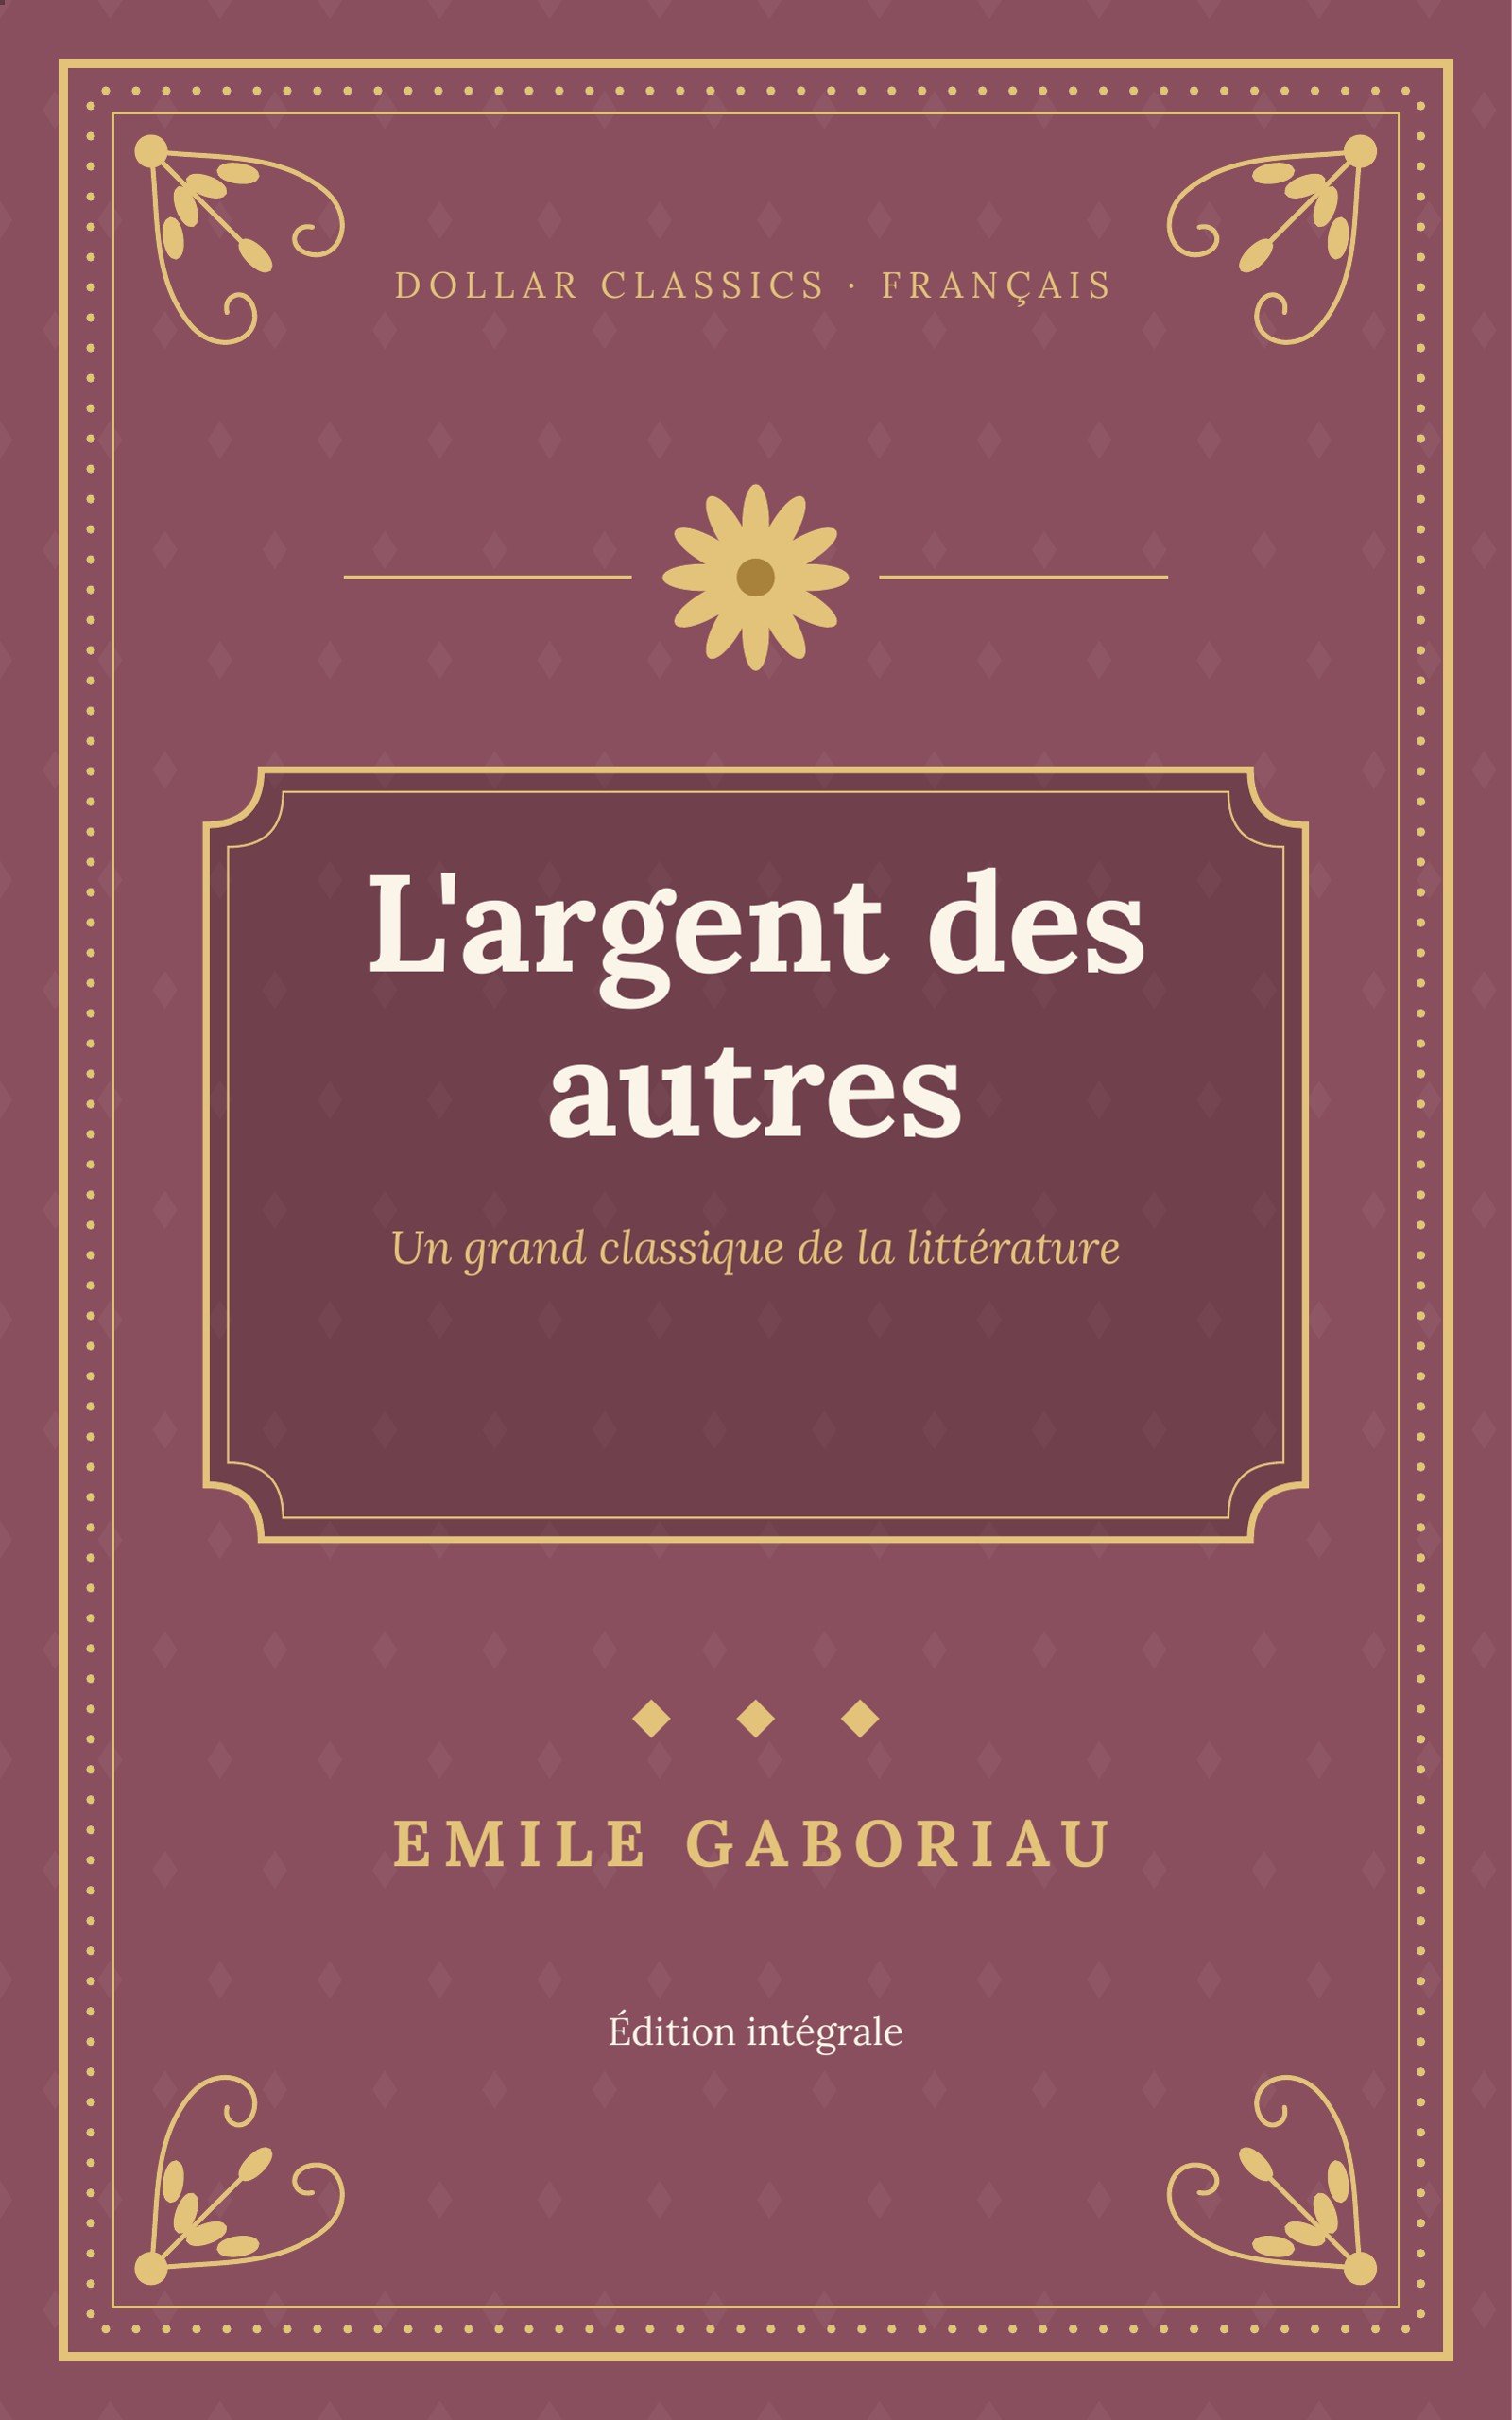 DOLLAR CLASSICS · FRANÇAIS
L'argent des
autres
Un grand classique de la littérature
EMILE GABORIAU
Édition intégrale